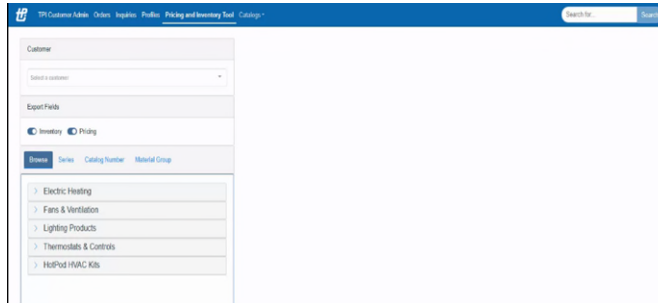 TPI Customer Admin Orders Inquiries Profiles Pricing and Inventory Tool Catalogs
Search for...
Search
Customer
Select a customer
Export Fields
Inventory Pricing
Browse Series Catalog Number Material Group
Electric Heating
Fans & Ventilation
Lighting Products
Thermostats & Controls
HotPod HVAC Kits